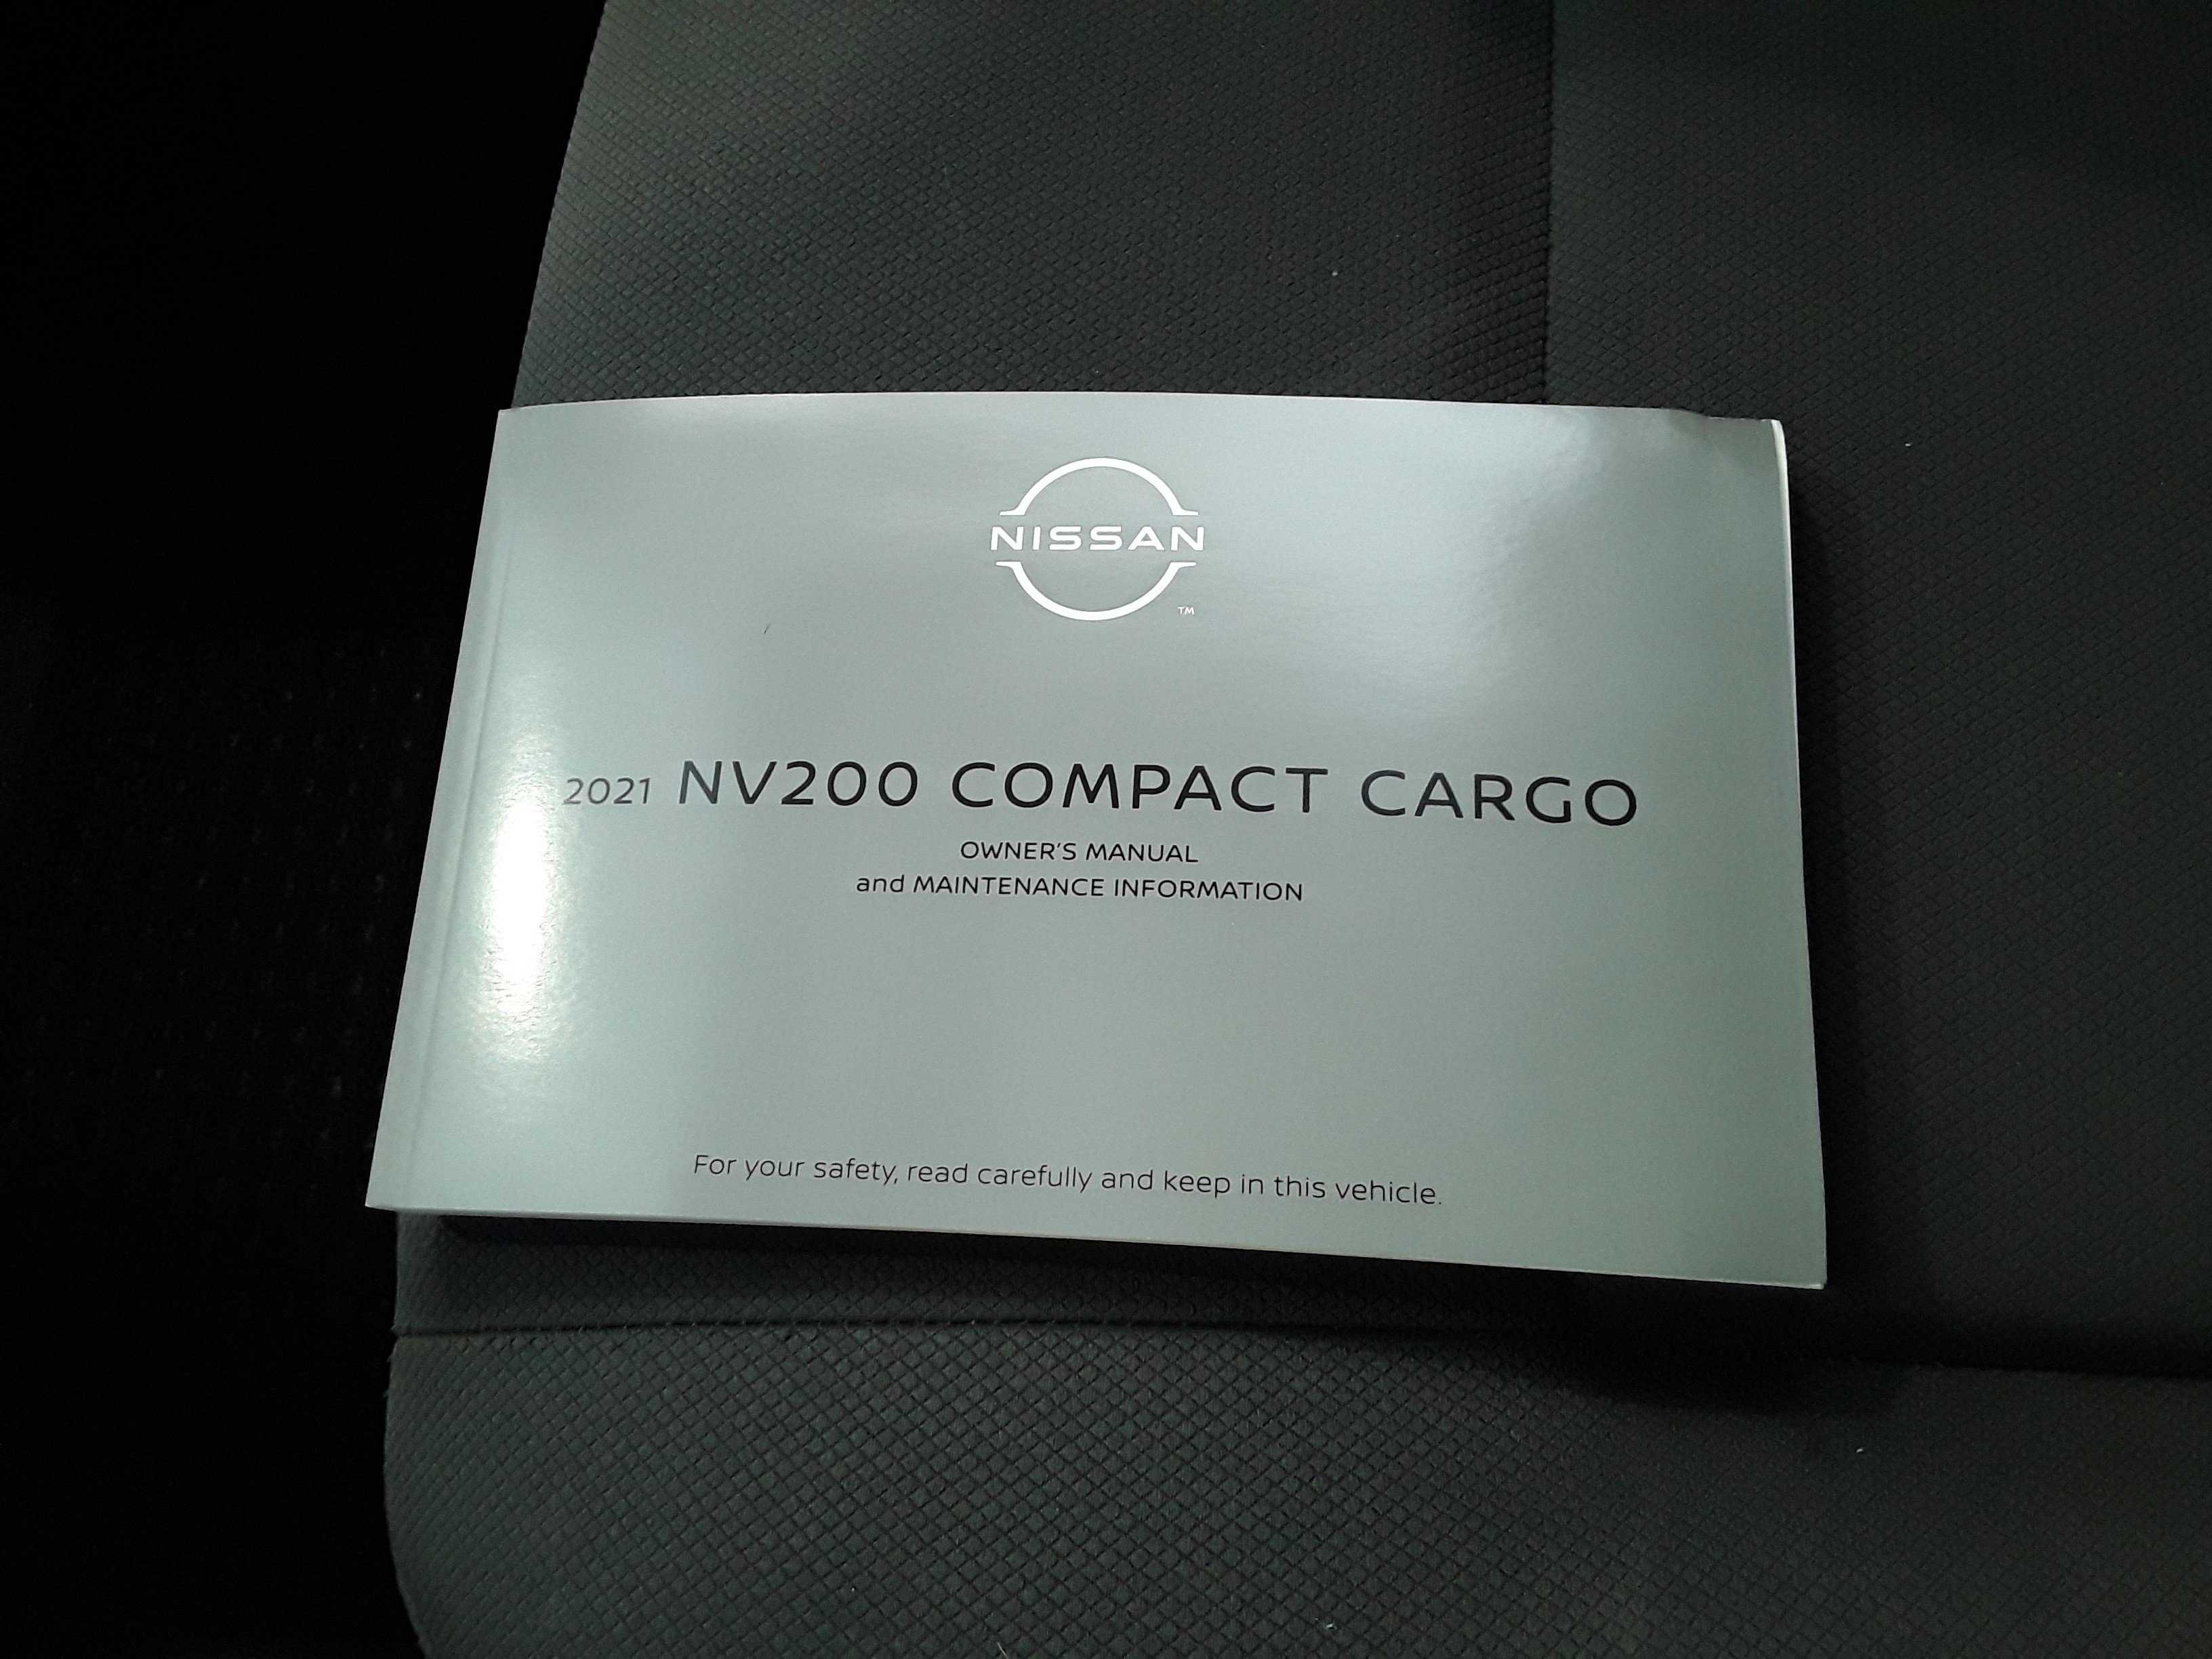 NISSAN
TM
2021 NV200 COMPACT CARGO
OWNER'S MANUAL
and MAINTENANCE INFORMATION
For your safety, read carefully and keep in this vehicle.